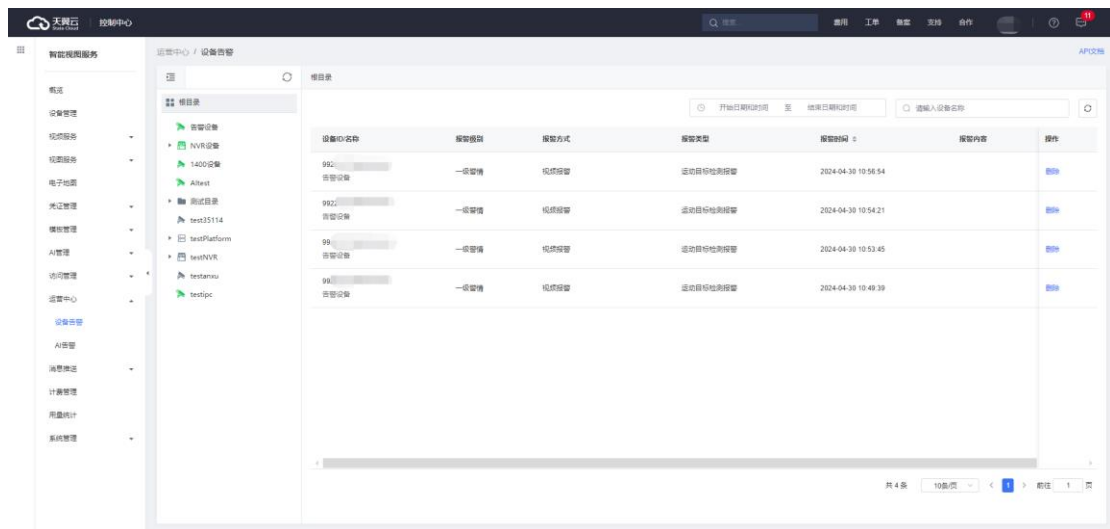 天翼云 控制中心 搜索... 费用 工单 备案 支持 合作 11
智能视图服务
概览
设备管理
视频服务
视图服务
电子地图
凭证管理
模板管理
AI管理
访问管理
运营中心
设备告警
AI告警
消息推送
计费管理
用量统计
系统管理
运营中心 / 设备告警 API文档
根目录
告警设备
NVR设备
1400设备
AItest
测试目录
test35114
testPlatform
testNVR
testanxu
testipc
根目录
开始日期和时间 至 结束日期和时间 请输入设备名称
设备ID/名称 报警级别 报警方式 报警类型 报警时间 报警内容 操作
992 一级警情 视频报警 运动目标检测报警 2024-04-30 10:56:54 删除
告警设备
9922 一级警情 视频报警 运动目标检测报警 2024-04-30 10:54:21 删除
告警设备
99 一级警情 视频报警 运动目标检测报警 2024-04-30 10:53:45 删除
告警设备
992 一级警情 视频报警 运动目标检测报警 2024-04-30 10:49:39 删除
告警设备
共 4 条 10条/页 1 前往 1 页